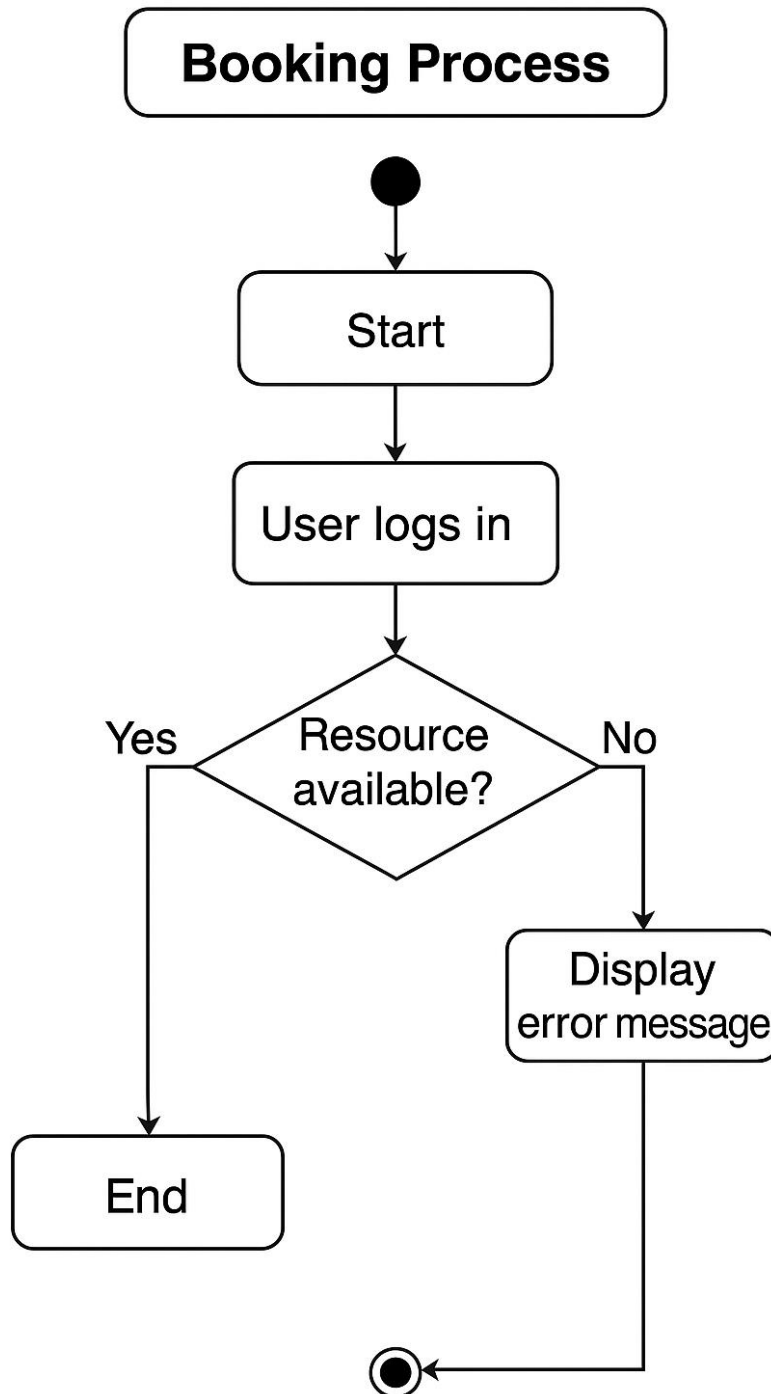 Booking Process
Start
User logs in
Yes
Resource
available?
No
Display
error message
End